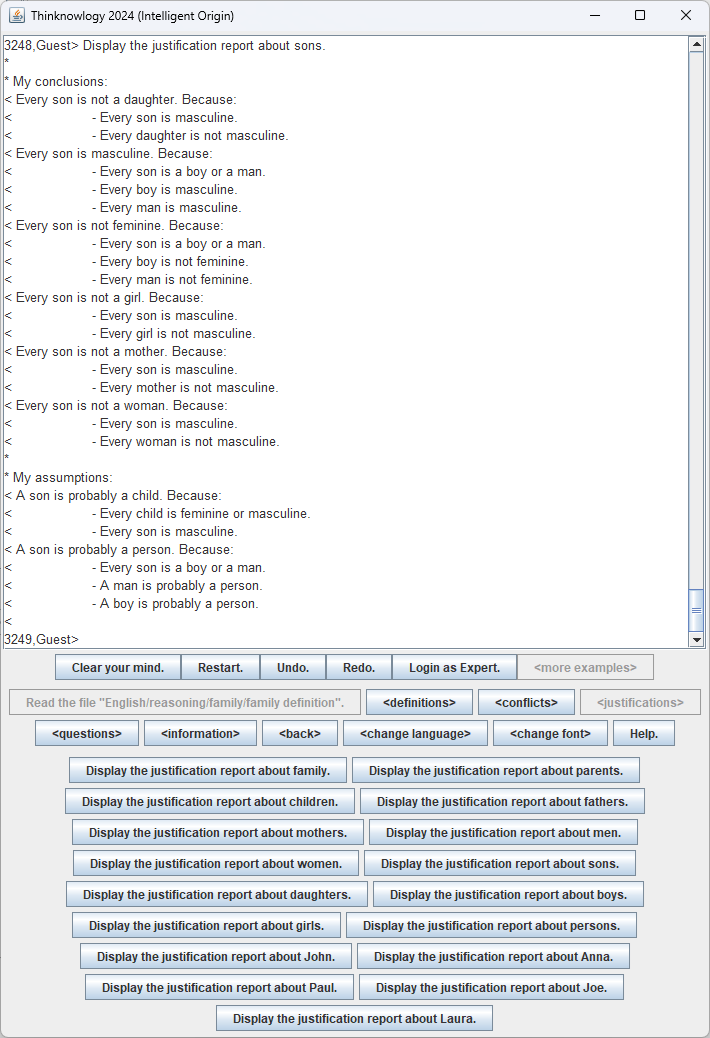 Thinknowlogy 2024 (Intelligent Origin)
3248,Guest> Display the justification report about sons.
*
* My conclusions:
< Every son is not a daughter. Because:
< - Every son is masculine.
< - Every daughter is not masculine.
< Every son is masculine. Because:
< - Every son is a boy or a man.
< - Every boy is masculine.
< - Every man is masculine.
< Every son is not feminine. Because:
< - Every son is a boy or a man.
< - Every boy is not feminine.
< - Every man is not feminine.
< Every son is not a girl. Because:
< - Every son is masculine.
< - Every girl is not masculine.
< Every son is not a mother. Because:
< - Every son is masculine.
< - Every mother is not masculine.
< Every son is not a woman. Because:
< - Every son is masculine.
< - Every woman is not masculine.
*
* My assumptions:
< A son is probably a child. Because:
< - Every child is feminine or masculine.
< - Every son is masculine.
< A son is probably a person. Because:
< - Every son is a boy or a man.
< - A man is probably a person.
< - A boy is probably a person.
<
3249,Guest>
Clear your mind. Restart. Undo. Redo. Login as Expert. <more examples>
Read the file "English/reasoning/family/family definition". <definitions> <conflicts> <justifications>
<questions> <information> <back> <change language> <change font> Help.
Display the justification report about family. Display the justification report about parents.
Display the justification report about children. Display the justification report about fathers.
Display the justification report about mothers. Display the justification report about men.
Display the justification report about women. Display the justification report about sons.
Display the justification report about daughters. Display the justification report about boys.
Display the justification report about girls. Display the justification report about persons.
Display the justification report about John. Display the justification report about Anna.
Display the justification report about Paul. Display the justification report about Joe.
Display the justification report about Laura.